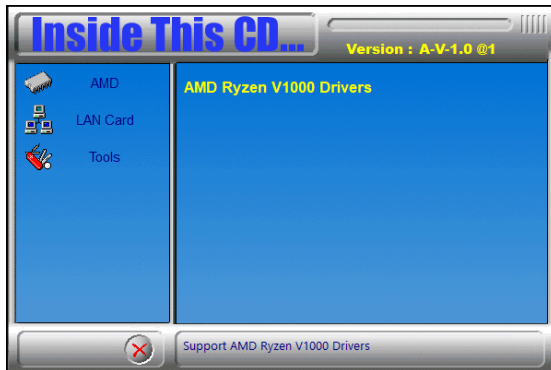 Inside This CD...
Version : A-V-1.0 @1
AMD
LAN Card
Tools
AMD Ryzen V1000 Drivers
Support AMD Ryzen V1000 Drivers